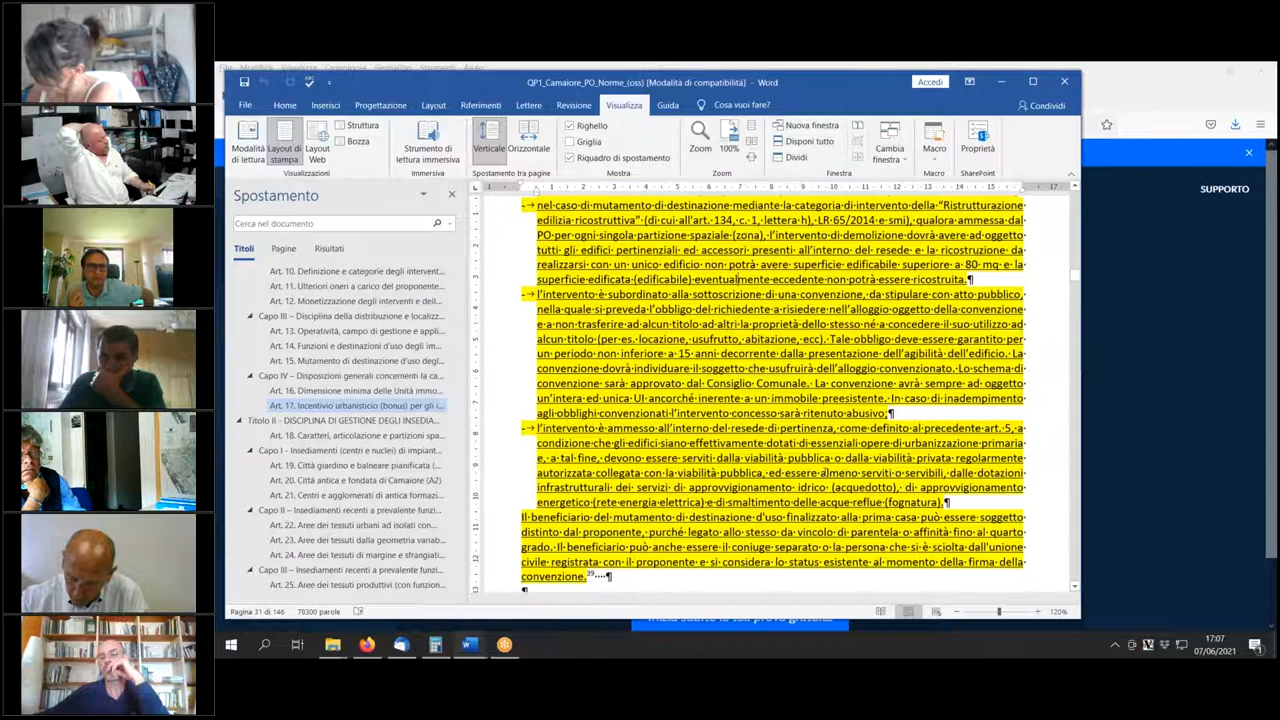 QP1_Camaiore_PO_Norme_(oss) [Modalità di compatibilità] - Word
Accedi
File Home Inserisci Progettazione Layout Riferimenti Lettere Revisione Visualizza Guida Cosa vuoi fare? Condividi
Modalità di lettura
Layout di stampa
Layout Web
Struttura
Bozza
Visualizzazioni
Strumenti di lettura immersiva
Immersiva
Verticale
Orizzontale
Spostamento tra pagine
Righello
Griglia
Riquadro di spostamento
Mostra
Zoom
100%
Zoom
Nuova finestra
Disponi tutto
Dividi
Cambia finestra
Finestra
Macro
Macro
Proprietà
SharePoint
SUPPORTO
Spostamento
Cerca nel documento
Titoli Pagine Risultati
Art. 10. Definizione e categorie degli intervent...
Art. 11. Ulteriori oneri a carico del proponente...
Art. 12. Monetizzazione degli interventi e dell...
Capo III – Disciplina della distribuzione e localizz...
Art. 13. Operatività, campo di gestione e appli...
Art. 14. Funzioni e destinazioni d'uso degli im...
Art. 15. Mutamento di destinazione d'uso degl...
Capo IV – Disposizioni generali concernenti la ca...
Art. 16. Dimensione minima delle Unità immo...
Art. 17. Incentivo urbanisticio (bonus) per gli i...
Titolo II - DISCIPLINA DI GESTIONE DEGLI INSEDIA...
Art. 18. Caratteri, articolazione e partizioni spa...
Capo I - Insediamenti (centri e nuclei) di impiant...
Art. 19. Città giardino e balneare pianificata (...
Art. 20. Città antica e fondata di Camaiore (A2)
Art. 21. Centri e agglomerati di antica formazi...
Capo II – Insediamenti recenti a prevalente funzi...
Art. 22. Aree dei tessuti urbani ad isolati con...
Art. 23. Aree dei tessuti dalla geometria variab...
Art. 24. Aree dei tessuti di margine e sfrangiati...
Capo III – Insediamenti recenti a prevalente funzi...
Art. 25. Aree dei tessuti produttivi (con funzion...
- nel caso di mutamento di destinazione mediante la categoria di intervento della “Ristrutturazione
edilizia ricostruttiva” (di cui all'art. 134, c. 1, lettera h), LR 65/2014 e smi), qualora ammessa dal
PO per ogni singola partizione spaziale (zona), l'intervento di demolizione dovrà avere ad oggetto
tutti gli edifici pertinenziali ed accessori presenti all'interno del resede e la ricostruzione da
realizzarsi con un unico edificio non potrà avere superficie edificabile superiore a 80 mq e la
superficie edificata (edificabile) eventualmente eccedente non potrà essere ricostruita.¶
- l'intervento è subordinato alla sottoscrizione di una convenzione, da stipulare con atto pubblico,
nella quale si preveda l'obbligo del richiedente a risiedere nell'alloggio oggetto della convenzione
e a non trasferire ad alcun titolo ad altri la proprietà dello stesso né a concedere il suo utilizzo ad
alcun titolo (per es. locazione, usufrutto, abitazione, ecc). Tale obbligo deve essere garantito per
un periodo non inferiore a 15 anni decorrente dalla presentazione dell'agibilità dell'edificio. La
convenzione dovrà individuare il soggetto che usufruirà del cambio di destinazione. Lo schema di
convenzione sarà approvato dal Consiglio Comunale. La convenzione avrà sempre ad oggetto
un'intera ed unica UI ancorché inerente a un immobile preesistente. In caso di inadempimento
agli obblighi convenzionati l'intervento concesso sarà ritenuto abusivo;¶
- l'intervento è ammesso all'interno del resede di pertinenza, come definito al precedente art. 5, a
condizione che gli edifici siano effettivamente dotati di essenziali opere di urbanizzazione primaria
e, a tal fine, devono essere serviti dalla viabilità pubblica o dalla viabilità privata regolarmente
autorizzata collegata con la viabilità pubblica, ed essere almeno serviti o servibili, dalle dotazioni
infrastrutturali dei servizi di approvvigionamento idrico (acquedotto), di approvvigionamento
energetico (rete energia elettrica) e di smaltimento delle acque reflue (fognatura).¶
Il beneficiario del mutamento di destinazione d'uso finalizzato alla prima casa può essere soggetto
distinto dal proponente, purché legato allo stesso da vincolo di parentela o affinità fino al quarto
grado. Il beneficiario può anche essere il coniuge separato o la persona che si è sciolta dall'unione
civile registrata con il proponente e si considera lo status esistente al momento della firma della
convenzione.39 ...¶
Pagina 31 di 146 78300 parole
120%
17:07
07/06/2021